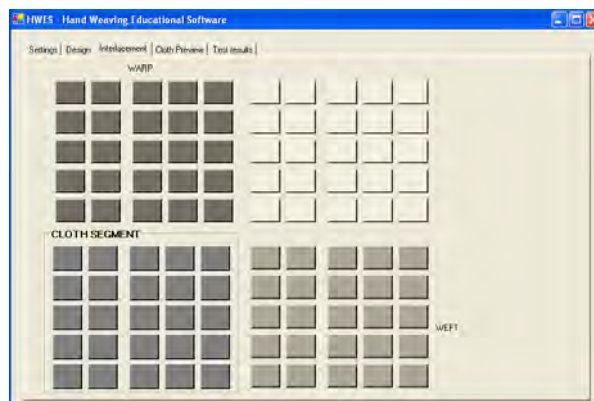 HWES - Hand Weaving Educational Software
Settings Design Interlacement Cloth Preview Test results
WARP
CLOTH SEGMENT
WEFT